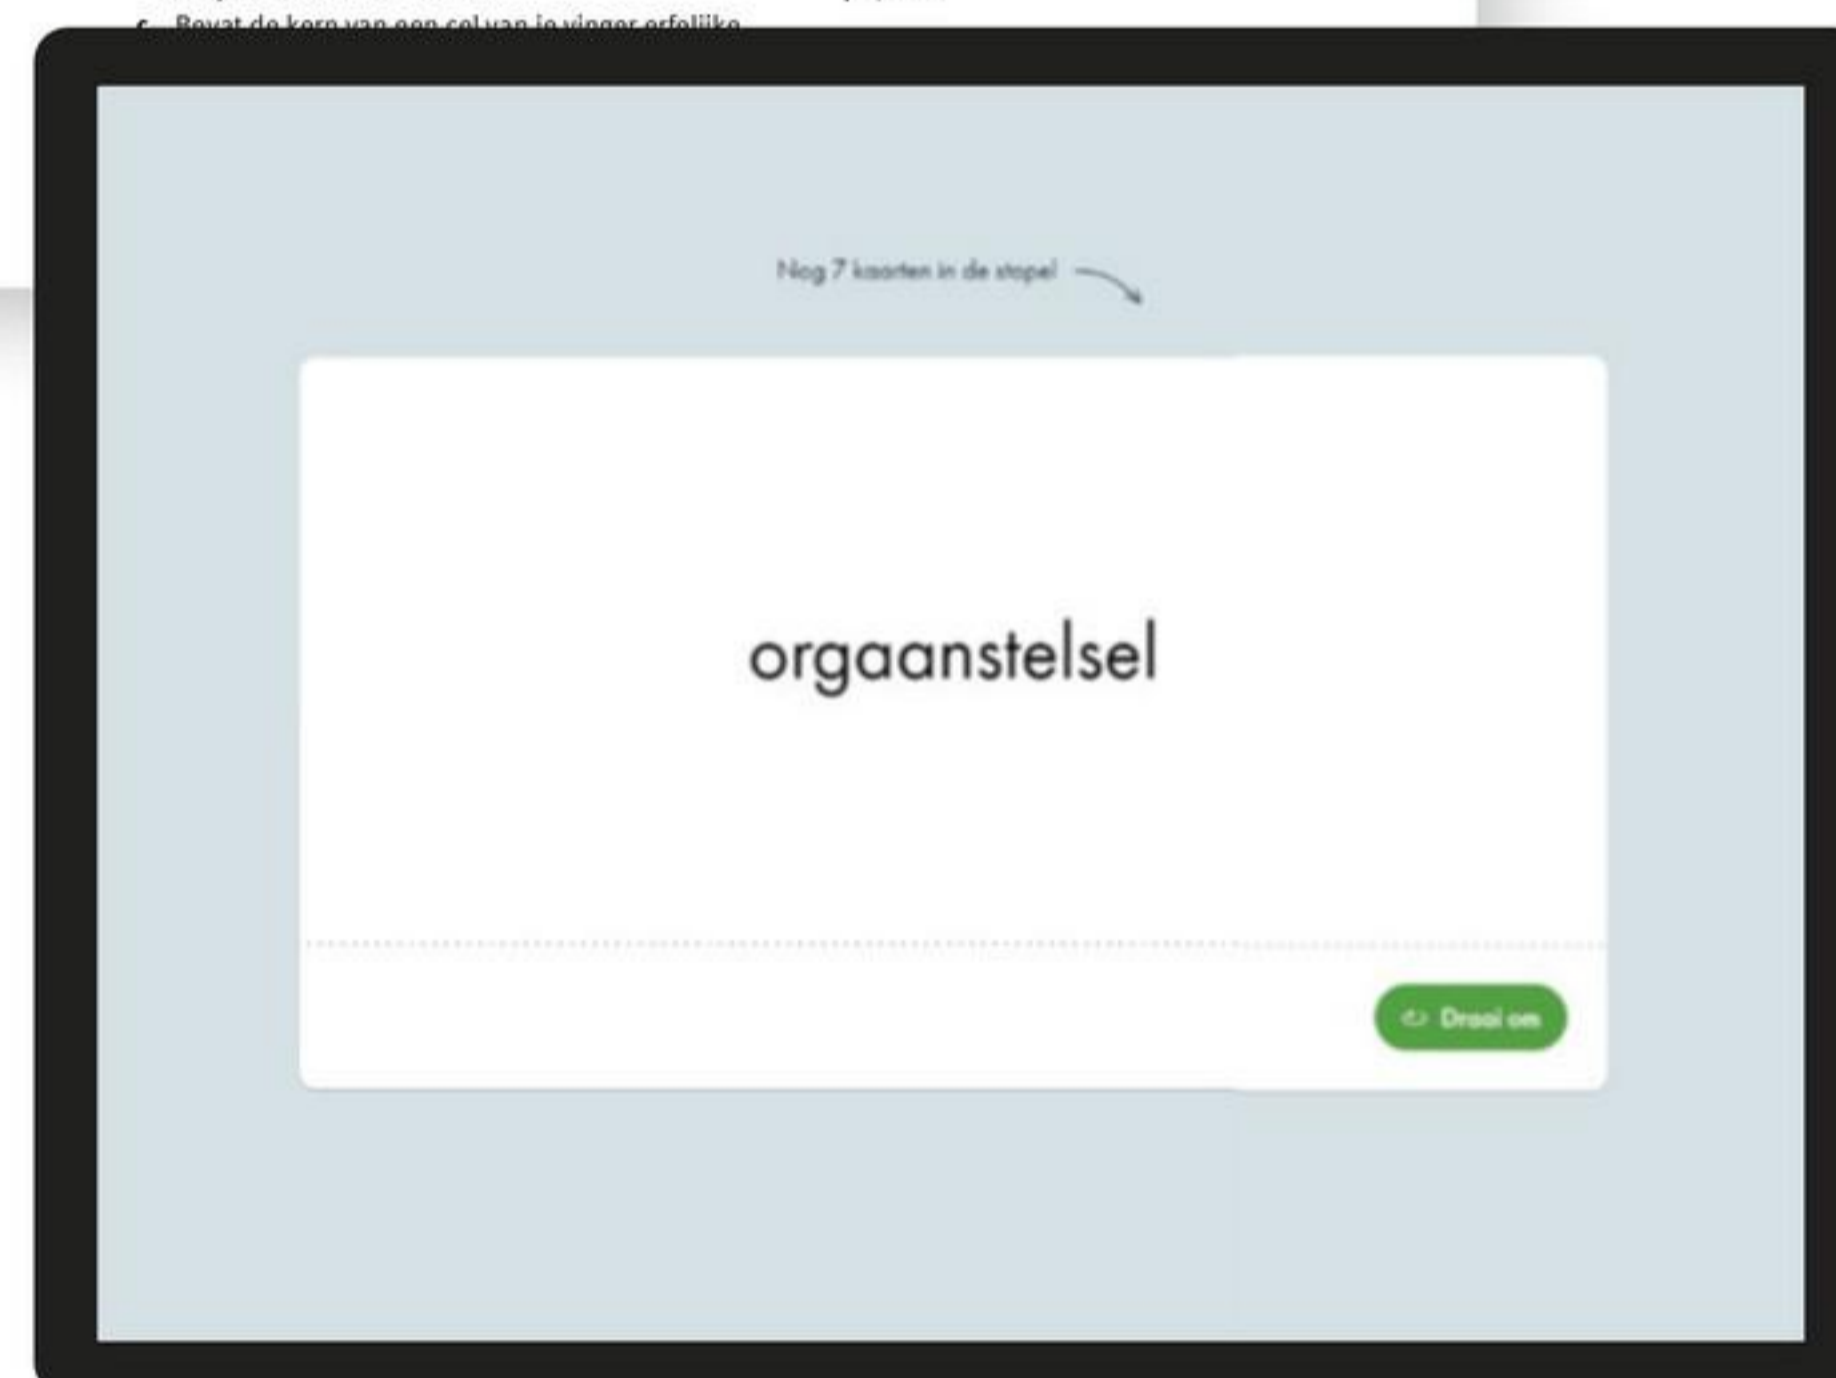 c Bevat de kern van een cel van je vinger erfelijke
Nog 7 kaarten in de stapel
orgaanstelsel
Draai om